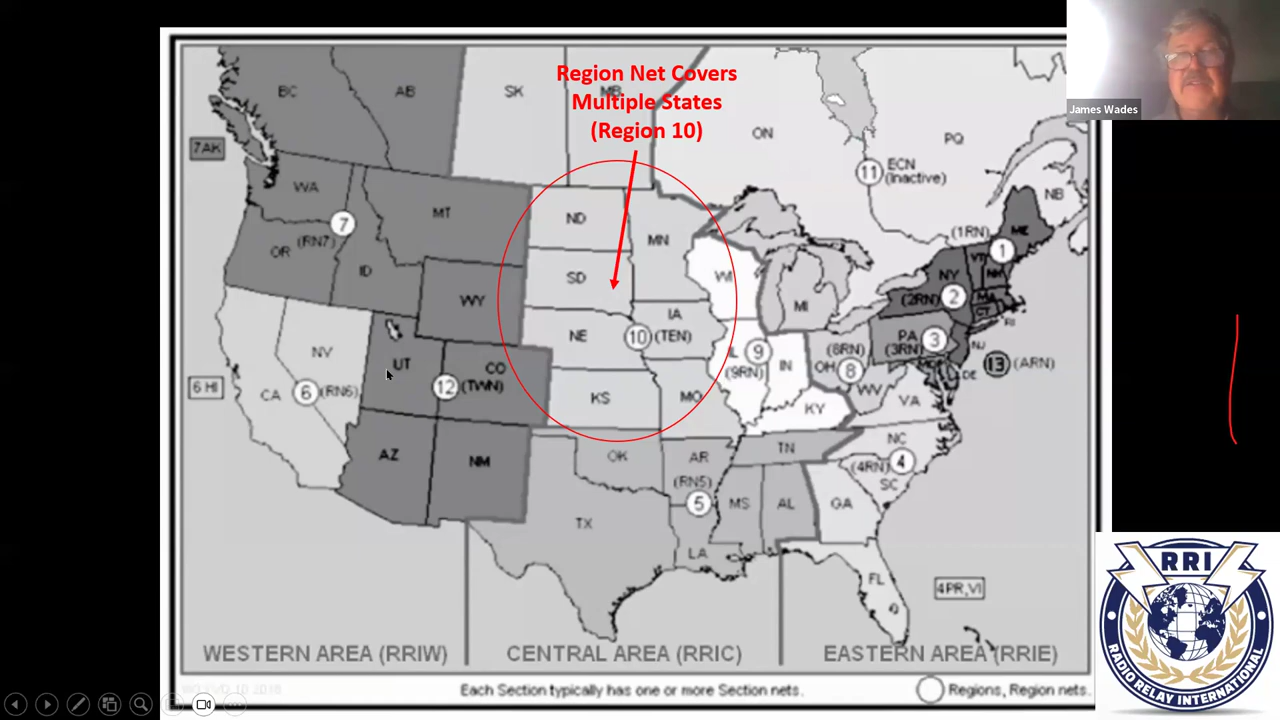 Region Net Covers
Multiple States
(Region 10)
James Wades
BC
AB
SK
MB
ON
PQ
NB
7AK
11 ECN
(Inactive)
WA
7
(RN7)
OR
ID
MT
WY
ND
SD
NE
KS
MN
IA
10 (TEN)
MO
WI
MI
9
(9RN)
IN
KY
(8RN)
OH 8
WV
VA
(1RN)
1
ME
VT
NH
NY
(2RN) 2
MA
CT
RI
PA
(3RN) 3
NJ
DE
13 (ARN)
6 HI
CA
NV
6 (RN6)
UT
CO
12 (TWN)
AZ
NM
OK
TX
AR
(RN5)
5
LA
MS
AL
TN
NC
(4RN) 4
SC
GA
FL
4PR,VI
WESTERN AREA (RRIW)
CENTRAL AREA (RRIC)
EASTERN AREA (RRIE)
Each Section typically has one or more Section nets.
Regions, Region nets.
RRI
RADIO RELAY INTERNATIONAL